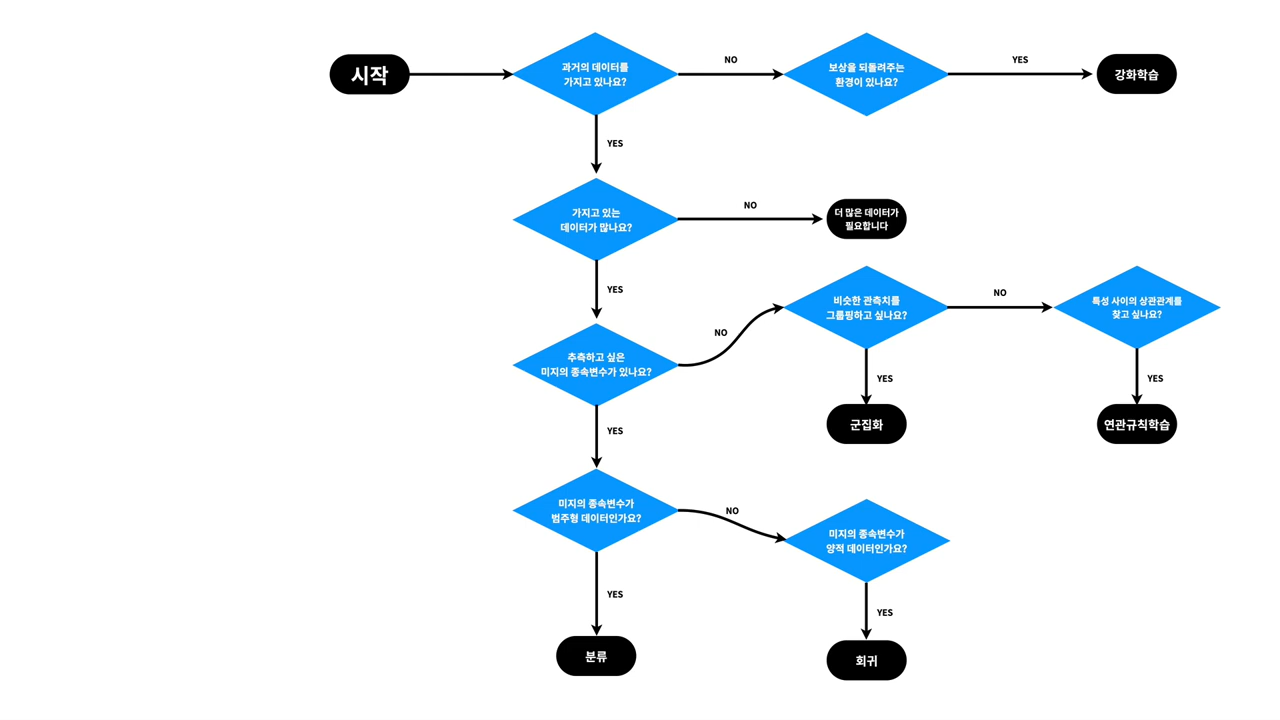 시작
과거의 데이터를
가지고 있나요?
NO
보상을 되돌려주는
환경이 있나요?
YES
강화학습
YES
가지고 있는
데이터가 많나요?
NO
더 많은 데이터가
필요합니다
YES
추측하고 싶은
미지의 종속변수가 있나요?
NO
비슷한 관측치를
그룹핑하고 싶나요?
NO
특성 사이의 상관관계를
찾고 싶나요?
YES
군집화
YES
연관규칙학습
YES
미지의 종속변수가
범주형 데이터인가요?
NO
미지의 종속변수가
양적 데이터인가요?
YES
분류
YES
회귀